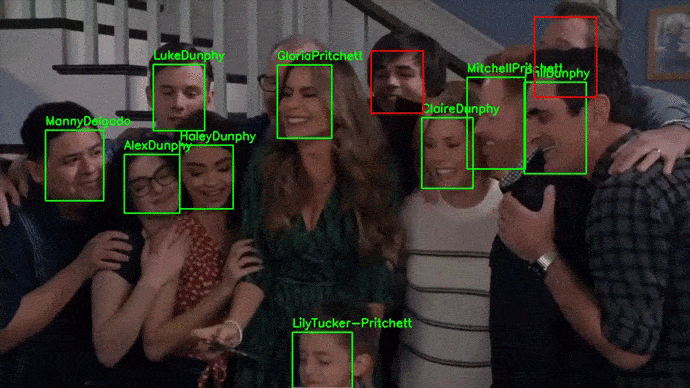 LukeDunphy
GloriaPritchett
MitchellPritchett
PhilDunphy
ClaireDunphy
MannyDelgado
HaleyDunphy
AlexDunphy
LilyTucker-Pritchett